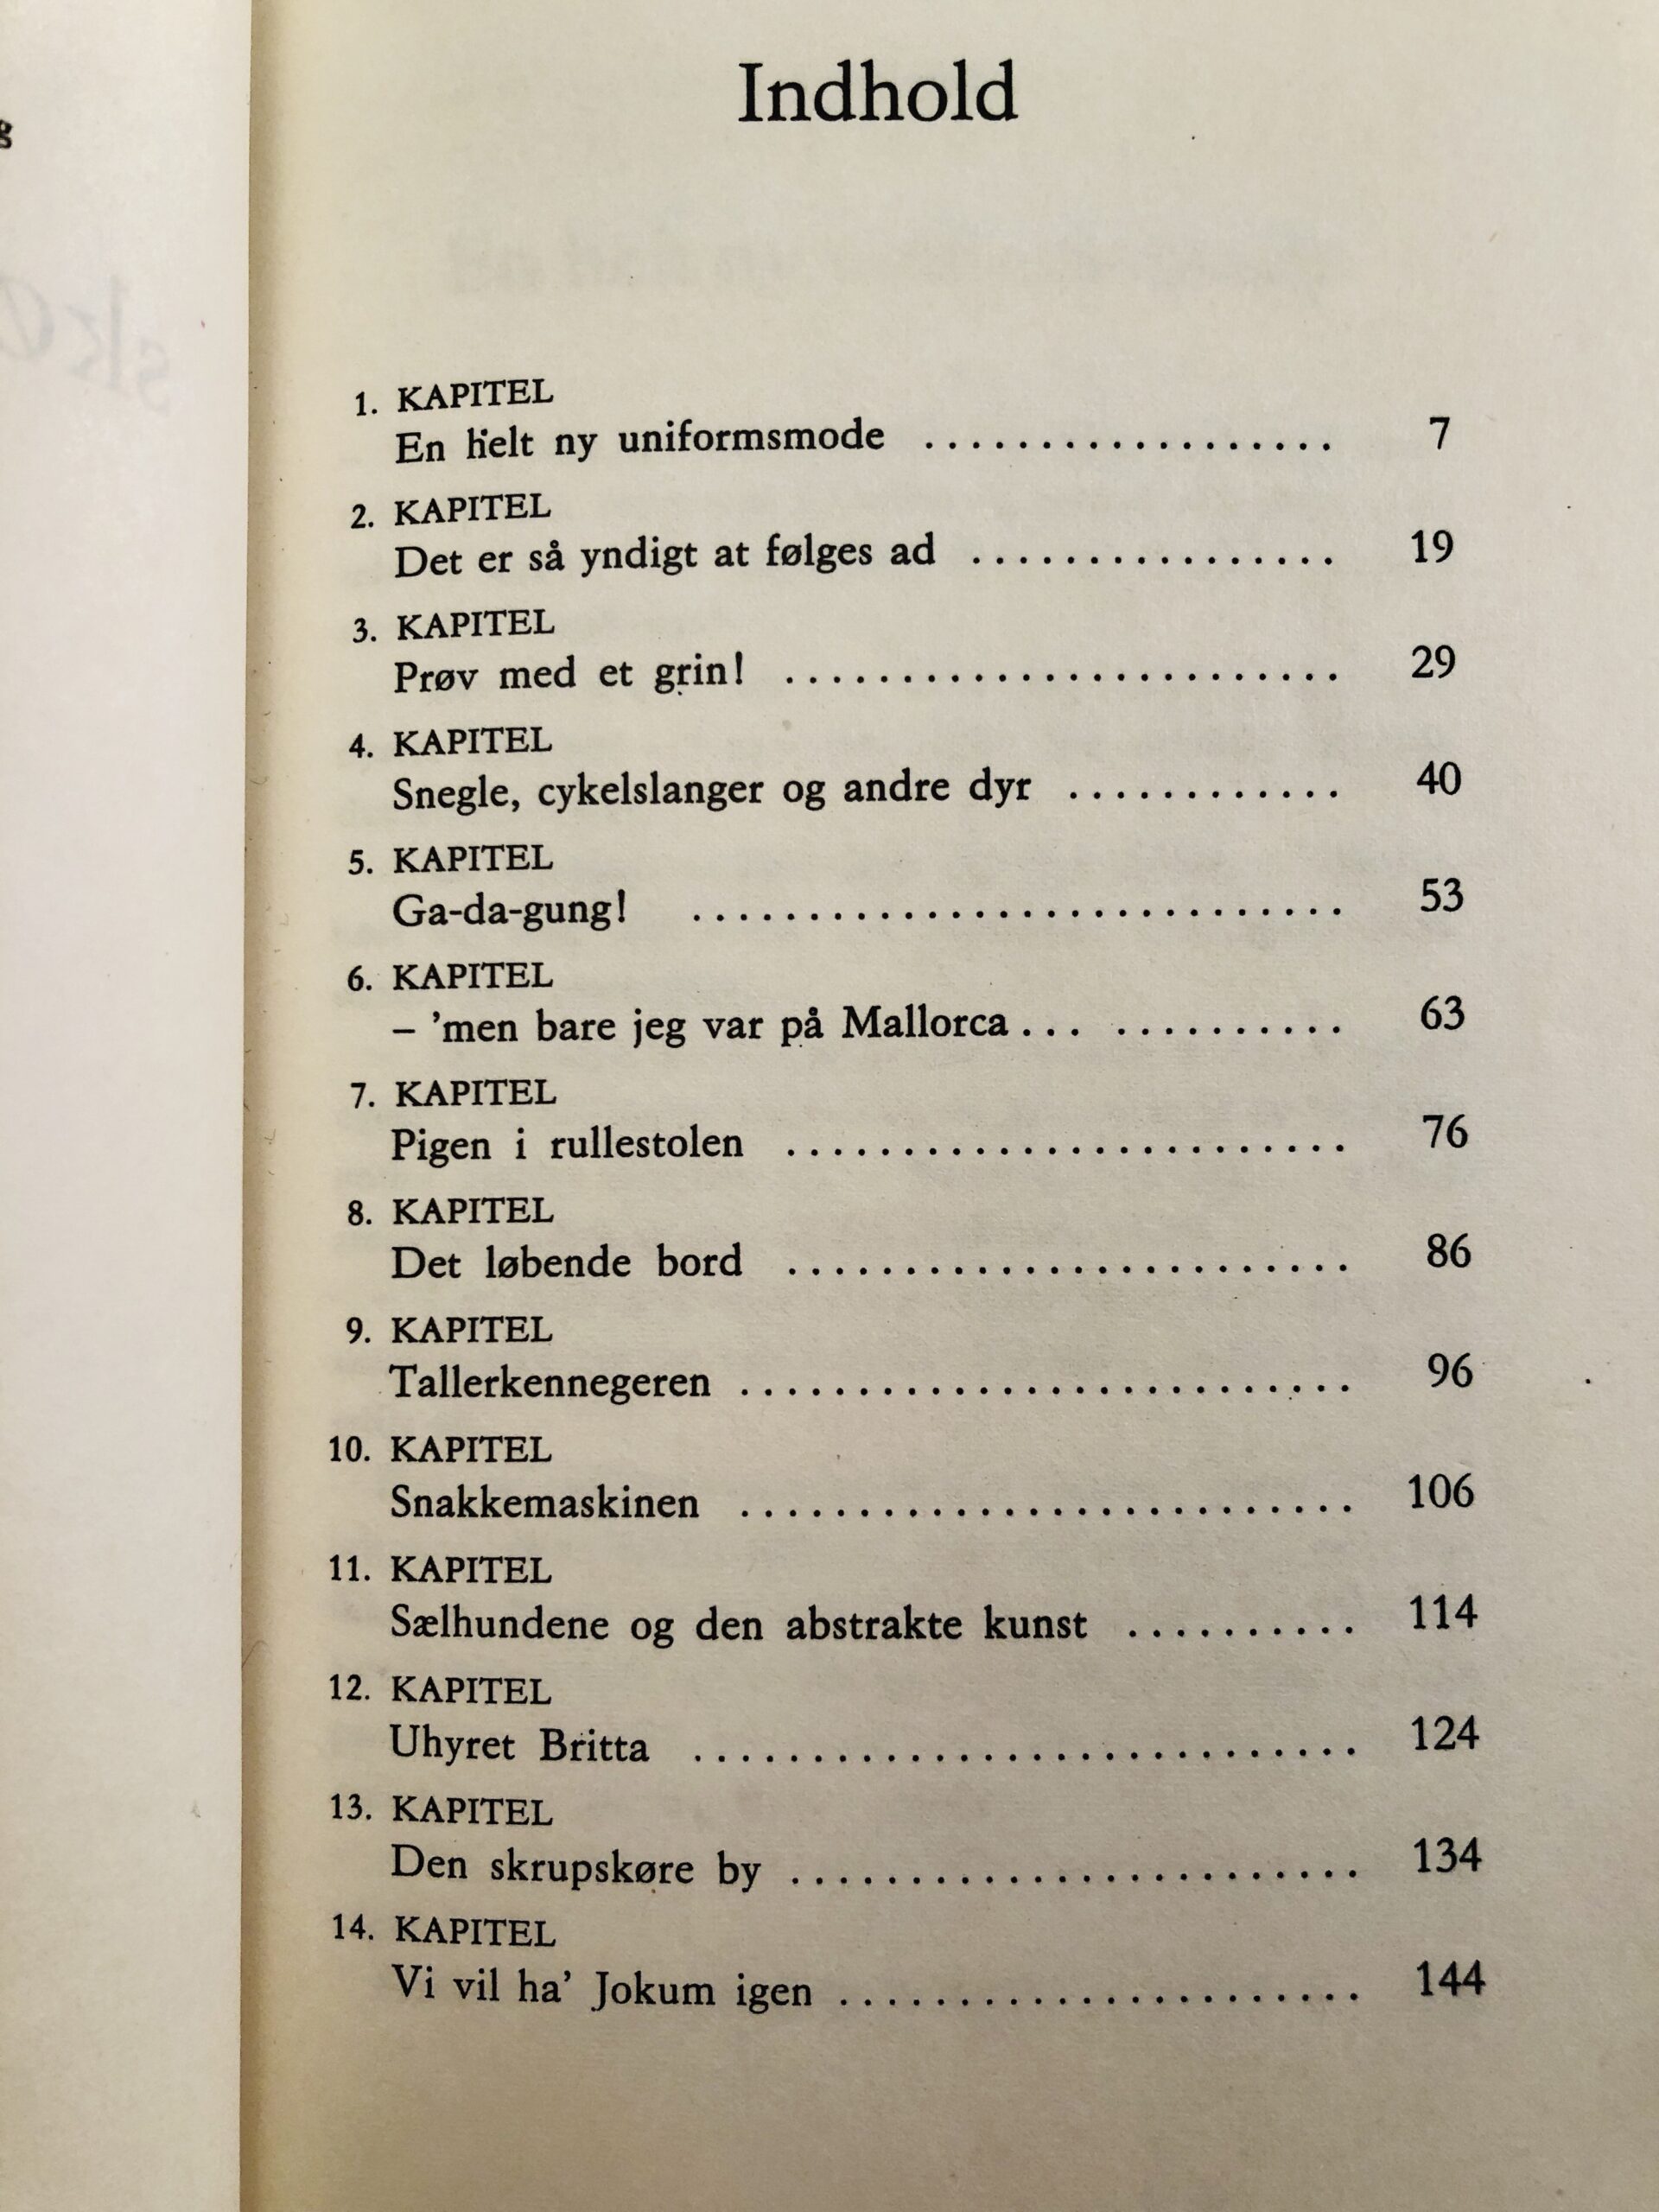 Indhold
1. KAPITEL
En helt ny uniformsmode .................. 7
2. KAPITEL
Det er så yndigt at følges ad ................ 19
3. KAPITEL
Prøv med et grin! ........................ 29
4. KAPITEL
Snegle, cykelslanger og andre dyr ............ 40
5. KAPITEL
Ga-da-gung! ............................ 53
6. KAPITEL
– ’men bare jeg var på Mallorca... .......... 63
7. KAPITEL
Pigen i rullestolen ........................ 76
8. KAPITEL
Det løbende bord ........................ 86
9. KAPITEL
Tallerkennegeren .......................... 96
10. KAPITEL
Snakkemaskinen .......................... 106
11. KAPITEL
Sælhundene og den abstrakte kunst .......... 114
12. KAPITEL
Uhyret Britta ............................ 124
13. KAPITEL
Den skrupskøre by ........................ 134
14. KAPITEL
Vi vil ha’ Jokum igen ...................... 144